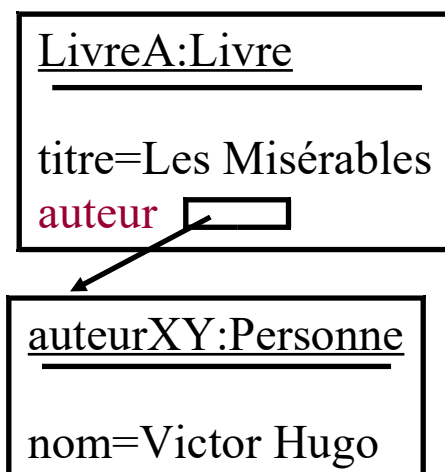 LivreA:Livre
titre=Les Misérables
auteur
auteurXY:Personne
nom=Victor Hugo